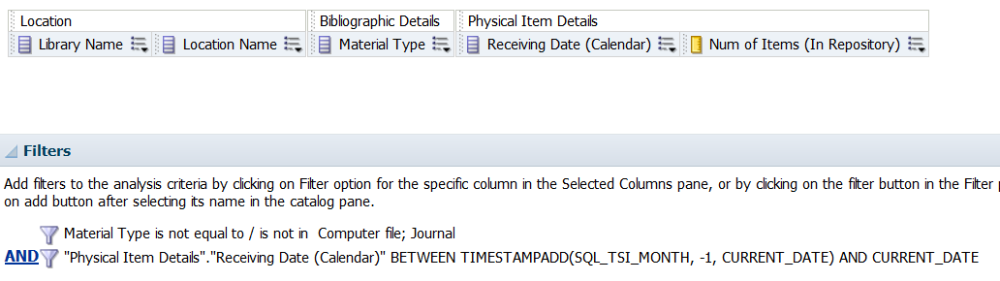 Location Bibliographic Details Physical Item Details
Library Name Location Name Material Type Receiving Date (Calendar) Num of Items (In Repository)
Filters
Add filters to the analysis criteria by clicking on Filter option for the specific column in the Selected Columns pane, or by clicking on the filter button in the Filter
on add button after selecting its name in the catalog pane.
Material Type is not equal to / is not in Computer file; Journal
AND "Physical Item Details"."Receiving Date (Calendar)" BETWEEN TIMESTAMPADD(SQL_TSI_MONTH, -1, CURRENT_DATE) AND CURRENT_DATE